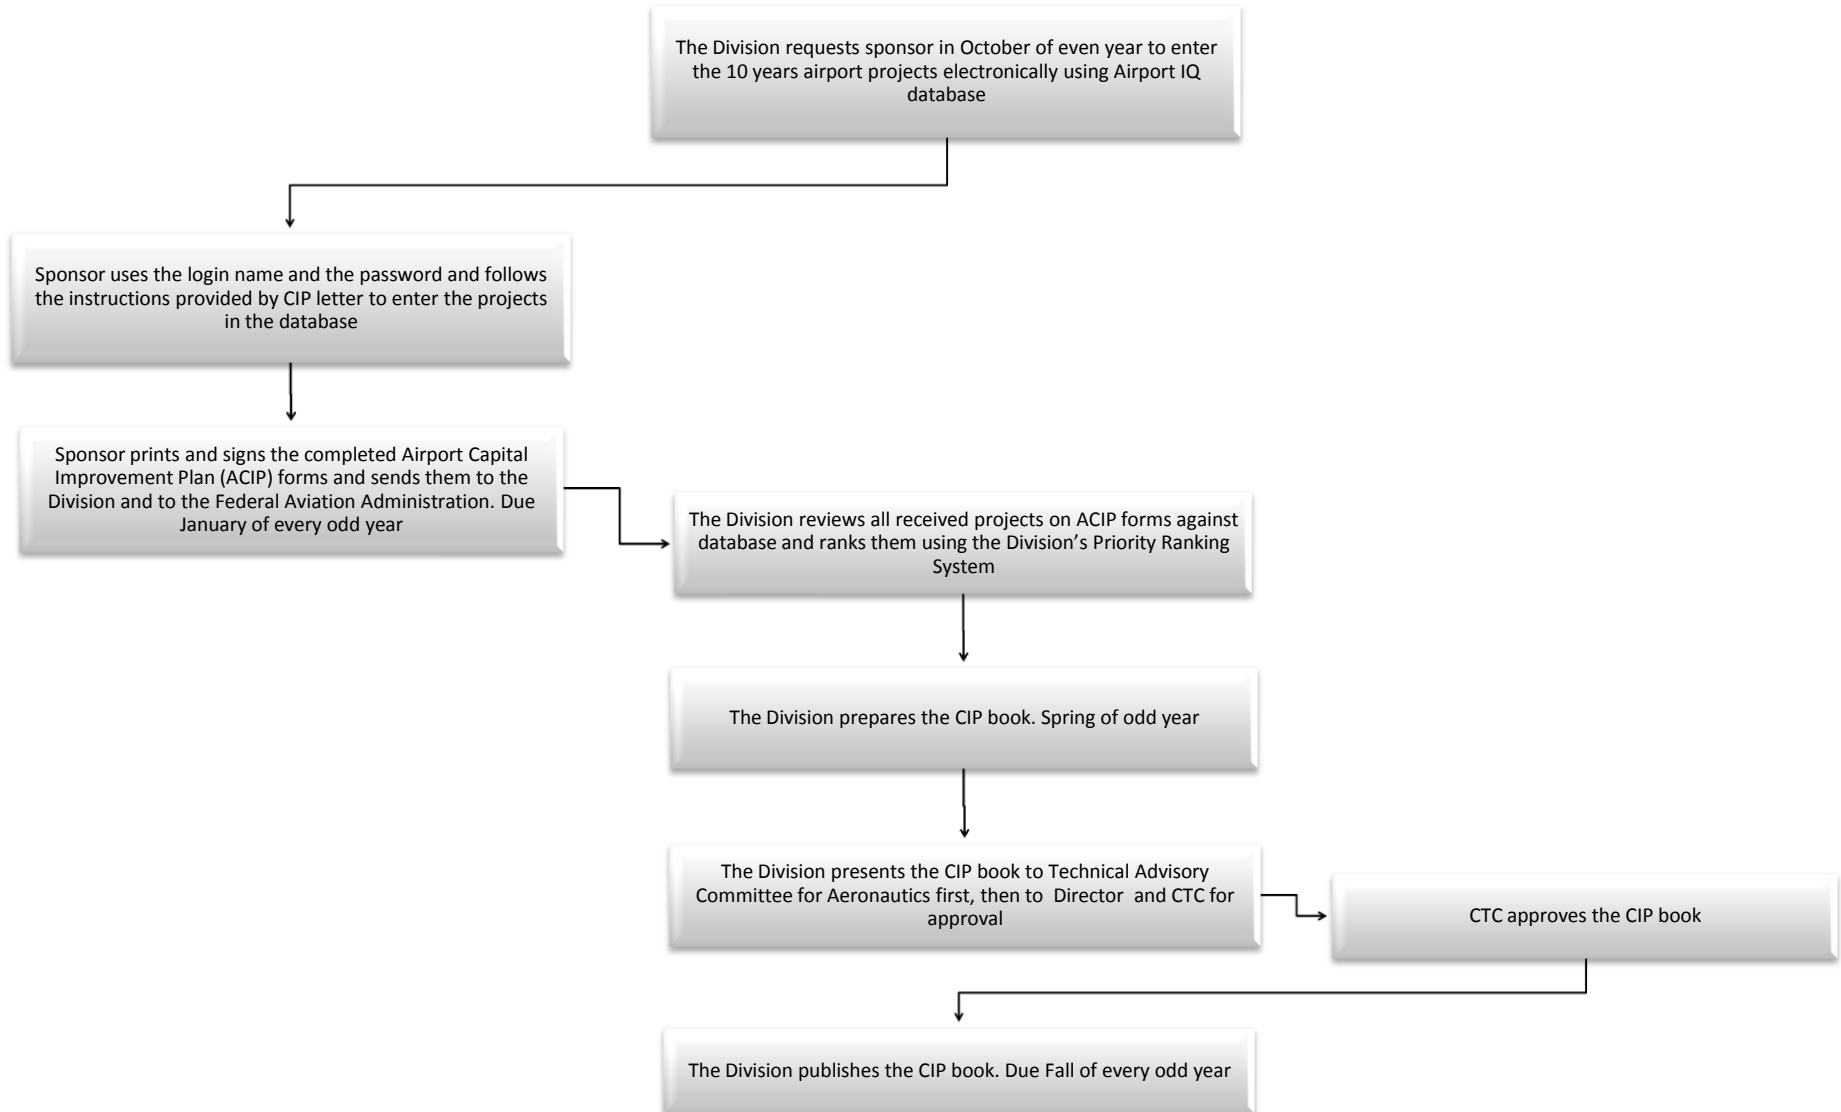 The Division requests sponsor in October of even year to enter
the 10 years airport projects electronically using Airport IQ
database
Sponsor uses the login name and the password and follows
the instructions provided by CIP letter to enter the projects
in the database
Sponsor prints and signs the completed Airport Capital
Improvement Plan (ACIP) forms and sends them to the
Division and to the Federal Aviation Administration. Due
January of every odd year
The Division reviews all received projects on ACIP forms against
database and ranks them using the Division’s Priority Ranking
System
The Division prepares the CIP book. Spring of odd year
The Division presents the CIP book to Technical Advisory
Committee for Aeronautics first, then to Director and CTC for
approval
CTC approves the CIP book
The Division publishes the CIP book. Due Fall of every odd year